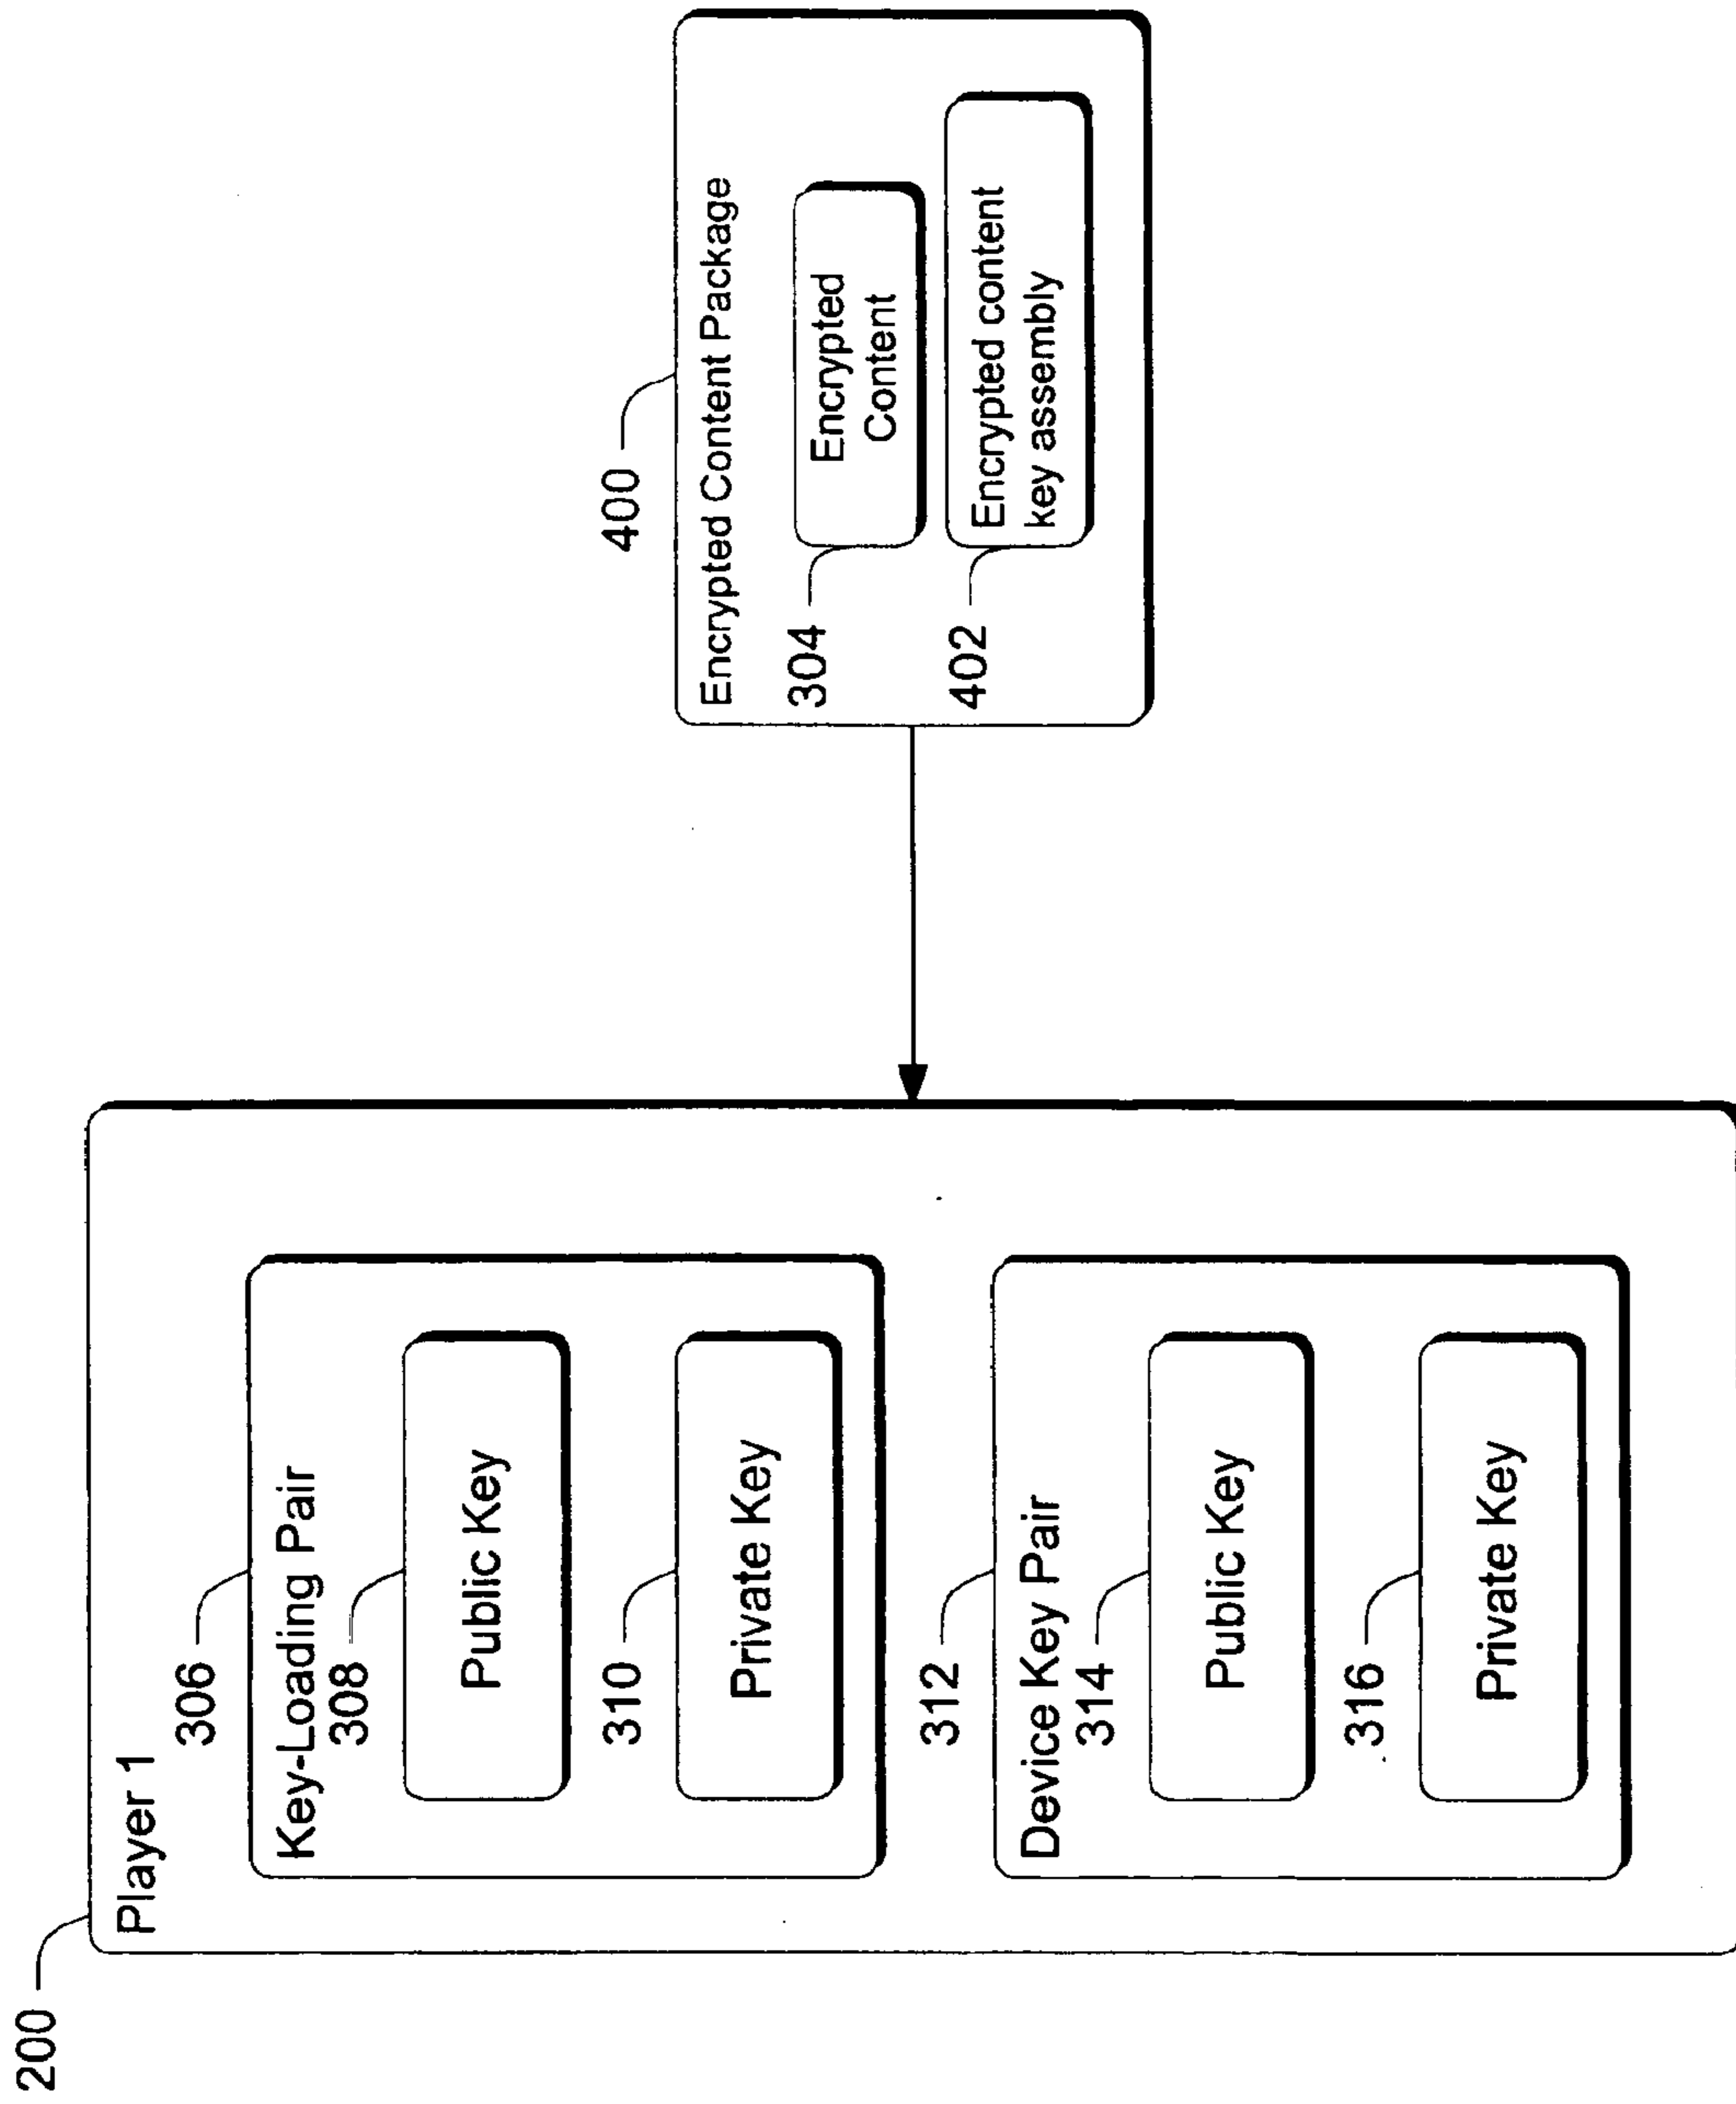 200
Player 1
306
Key-Loading Pair
308
Public Key
310
Private Key
312
Device Key Pair
314
Public Key
316
Private Key
400
Encrypted Content Package
304
Encrypted
Content
402
Encrypted content
key assembly